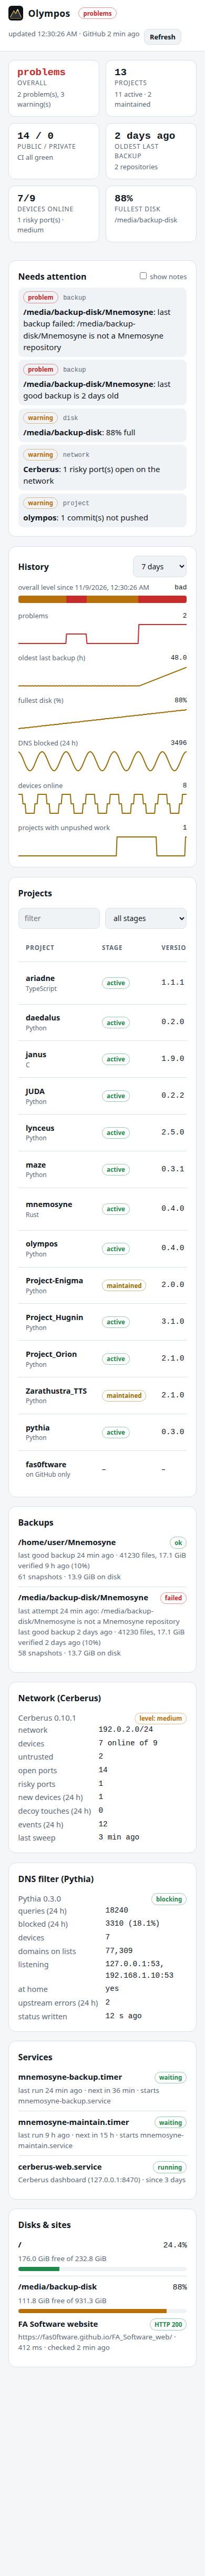 Olympos problems
updated 12:30:26 AM · GitHub 2 min ago Refresh
problems
OVERALL
2 problem(s), 3
warning(s)
13
PROJECTS
11 active · 2
maintained
14 / 0
PUBLIC / PRIVATE
CI all green
2 days ago
OLDEST LAST
BACKUP
2 repositories
7/9
DEVICES ONLINE
1 risky port(s) ·
medium
88%
FULLEST DISK
/media/backup-disk
Needs attention show notes
problem backup
/media/backup-disk/Mnemosyne: last
backup failed: /media/backup-
disk/Mnemosyne is not a Mnemosyne
repository
problem backup
/media/backup-disk/Mnemosyne: last
good backup is 2 days old
warning disk
/media/backup-disk: 88% full
warning network
Cerberus: 1 risky port(s) open on the
network
warning project
olympos: 1 commit(s) not pushed
History 7 days
overall level since 11/9/2026, 12:30:26 AM bad
problems 2
oldest last backup (h) 48.0
fullest disk (%) 88%
DNS blocked (24 h) 3496
devices online 8
projects with unpushed work 1
Projects
filter all stages
PROJECT STAGE VERSIO
ariadne active 1.1.1
TypeScript
daedalus active 0.2.0
Python
janus active 1.9.0
C
JUDA active 0.2.2
Python
lynceus active 2.5.0
Python
maze active 0.3.1
Python
mnemosyne active 0.4.0
Rust
olympos active 0.4.0
Python
Project-Enigma maintained 2.0.0
Python
Project_Hugnin active 3.1.0
Python
Project_Orion active 2.1.0
Python
Zarathustra_TTS maintained 2.1.0
Python
pythia active 0.3.0
Python
fas0ftware – –
on GitHub only
Backups
/home/user/Mnemosyne ok
last good backup 24 min ago · 41230 files, 17.1 GiB
verified 9 h ago (10%)
61 snapshots · 13.9 GiB on disk
/media/backup-disk/Mnemosyne failed
last attempt 24 min ago: /media/backup-
disk/Mnemosyne is not a Mnemosyne repository
last good backup 2 days ago · 41230 files, 17.1 GiB
verified 2 days ago (10%)
58 snapshots · 13.7 GiB on disk
Network (Cerberus)
Cerberus 0.10.1 level: medium
network 192.0.2.0/24
devices 7 online of 9
untrusted 2
open ports 14
risky ports 1
new devices (24 h) 1
decoy touches (24 h) 0
events (24 h) 12
last sweep 3 min ago
DNS filter (Pythia)
Pythia 0.3.0 blocking
queries (24 h) 18240
blocked (24 h) 3310 (18.1%)
devices 7
domains on lists 77,309
listening 127.0.0.1:53,
192.168.1.10:53
at home yes
upstream errors (24 h) 2
status written 12 s ago
Services
mnemosyne-backup.timer waiting
last run 24 min ago · next in 36 min · starts
mnemosyne-backup.service
mnemosyne-maintain.timer waiting
last run 9 h ago · next in 15 h · starts mnemosyne-
maintain.service
cerberus-web.service running
Cerberus dashboard (127.0.0.1:8470) · since 3 days
Disks & sites
/ 24.4%
176.0 GiB free of 232.8 GiB
/media/backup-disk 88%
111.8 GiB free of 931.3 GiB
FA Software website HTTP 200
https://fas0ftware.github.io/FA_Software_web/ ·
412 ms · checked 2 min ago